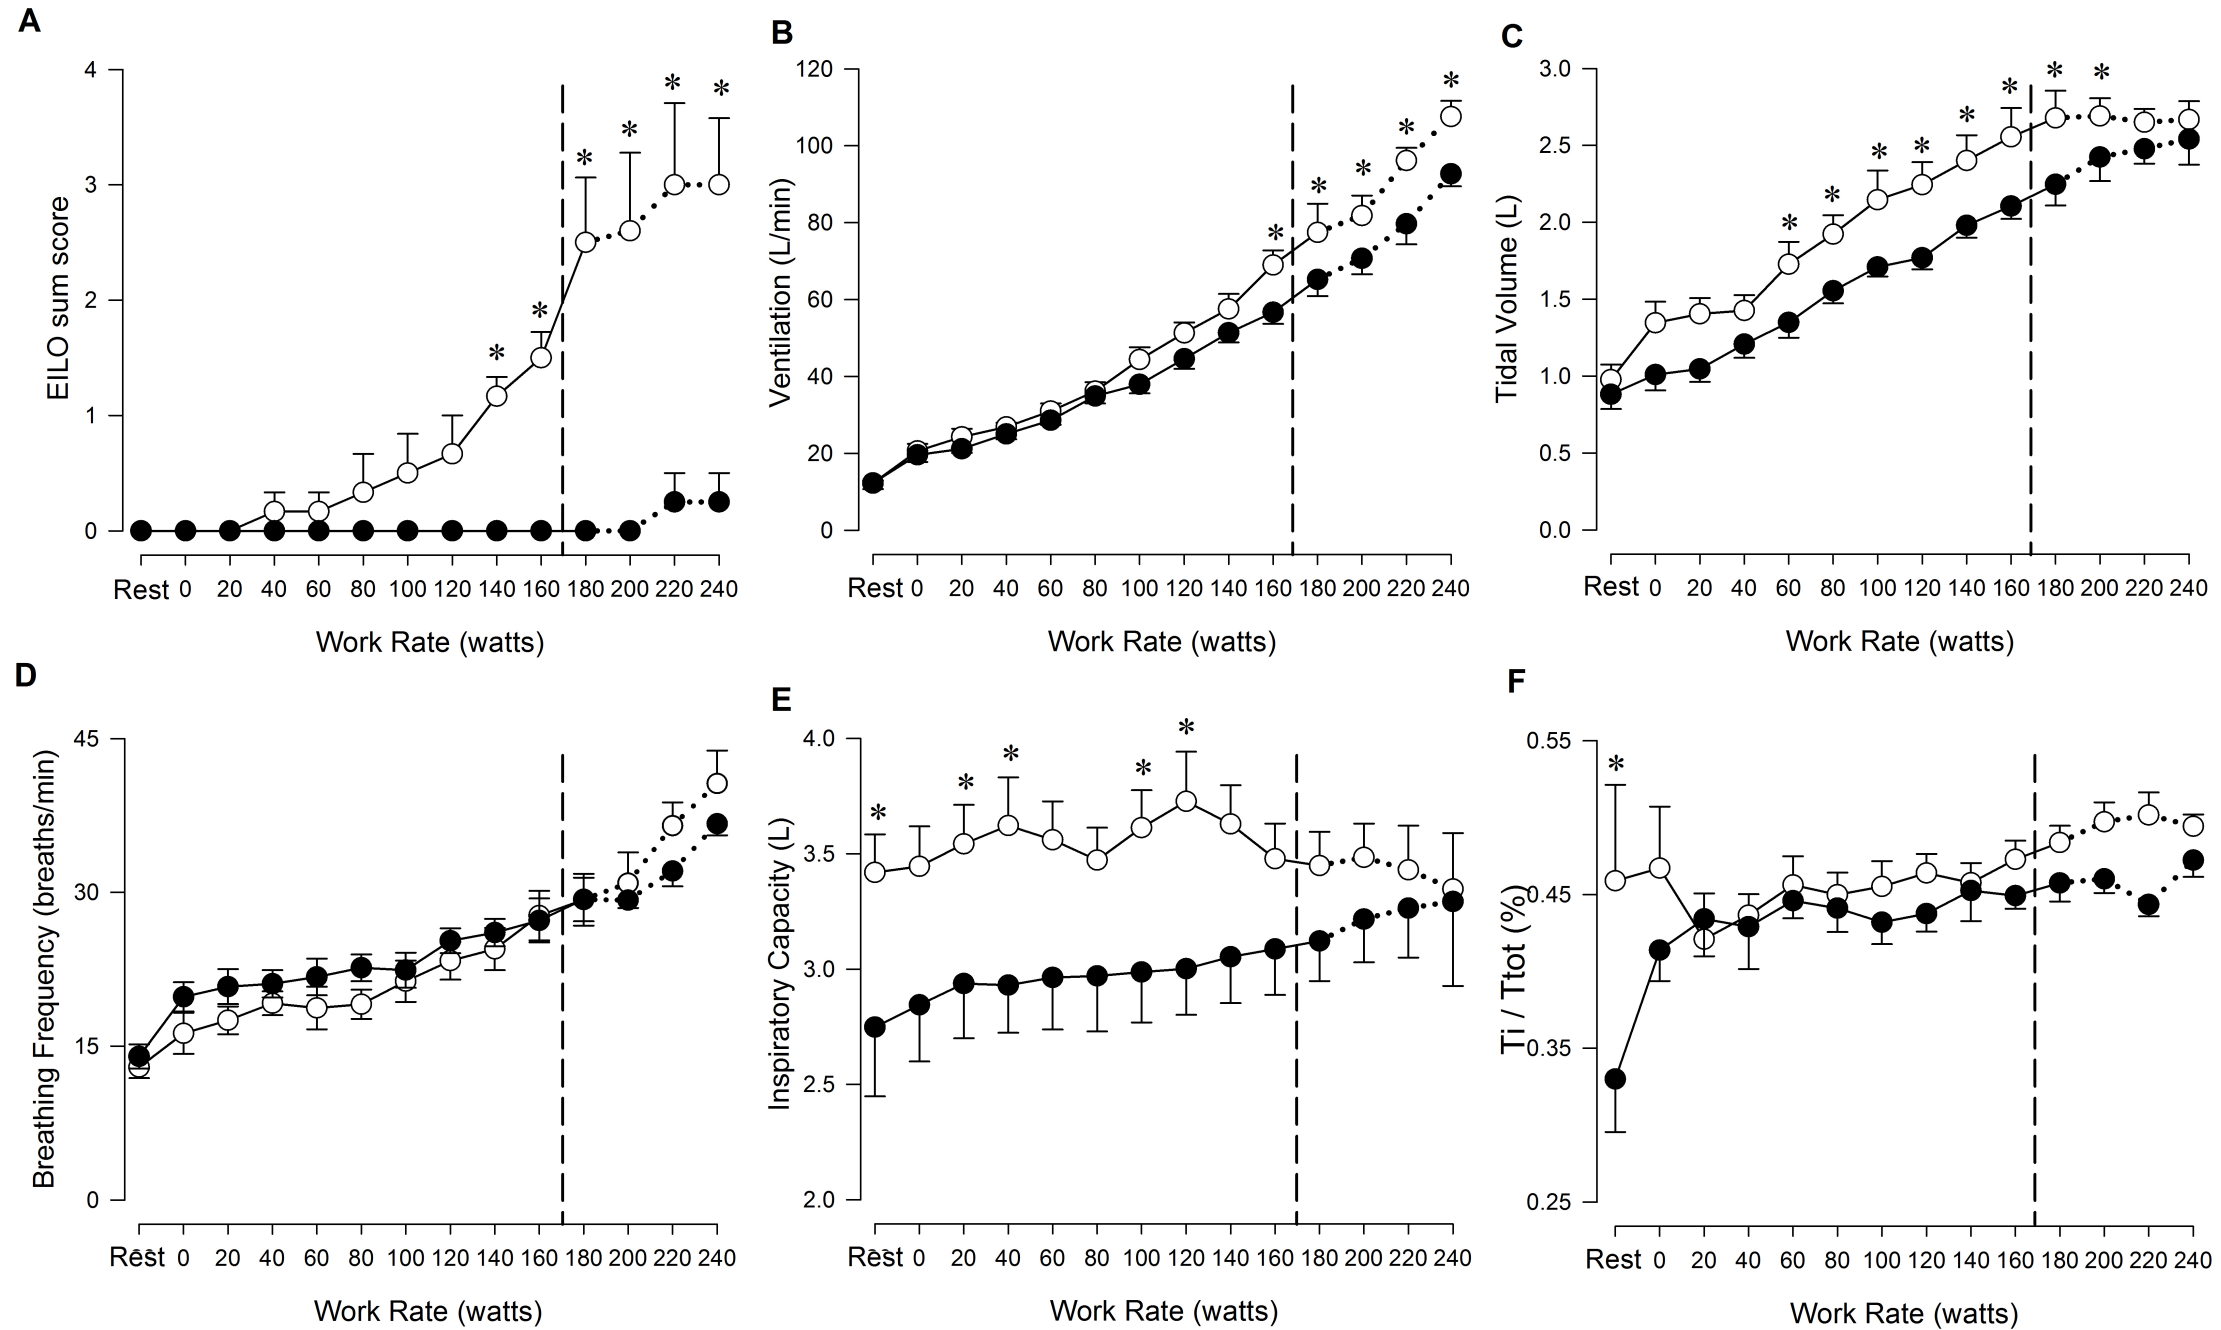 A
EILO sum score
4
3
2
1
0
* * * * * *
Rest 0 20 40 60 80 100 120 140 160 180 200 220 240
Work Rate (watts)
B
Ventilation (L/min)
120
100
80
60
40
20
0
* * * * *
Rest 0 20 40 60 80 100 120 140 160 180 200 220 240
Work Rate (watts)
C
Tidal Volume (L)
3.0
2.5
2.0
1.5
1.0
0.5
0.0
* * * * * * * *
Rest 0 20 40 60 80 100 120 140 160 180 200 220 240
Work Rate (watts)
D
Breathing Frequency (breaths/min)
45
30
15
0
Rest 0 20 40 60 80 100 120 140 160 180 200 220 240
Work Rate (watts)
E
Inspiratory Capacity (L)
4.0
3.5
3.0
2.5
2.0
* * * * *
Rest 0 20 40 60 80 100 120 140 160 180 200 220 240
Work Rate (watts)
F
Ti / Ttot (%)
0.55
0.45
0.35
0.25
*
Rest 0 20 40 60 80 100 120 140 160 180 200 220 240
Work Rate (watts)